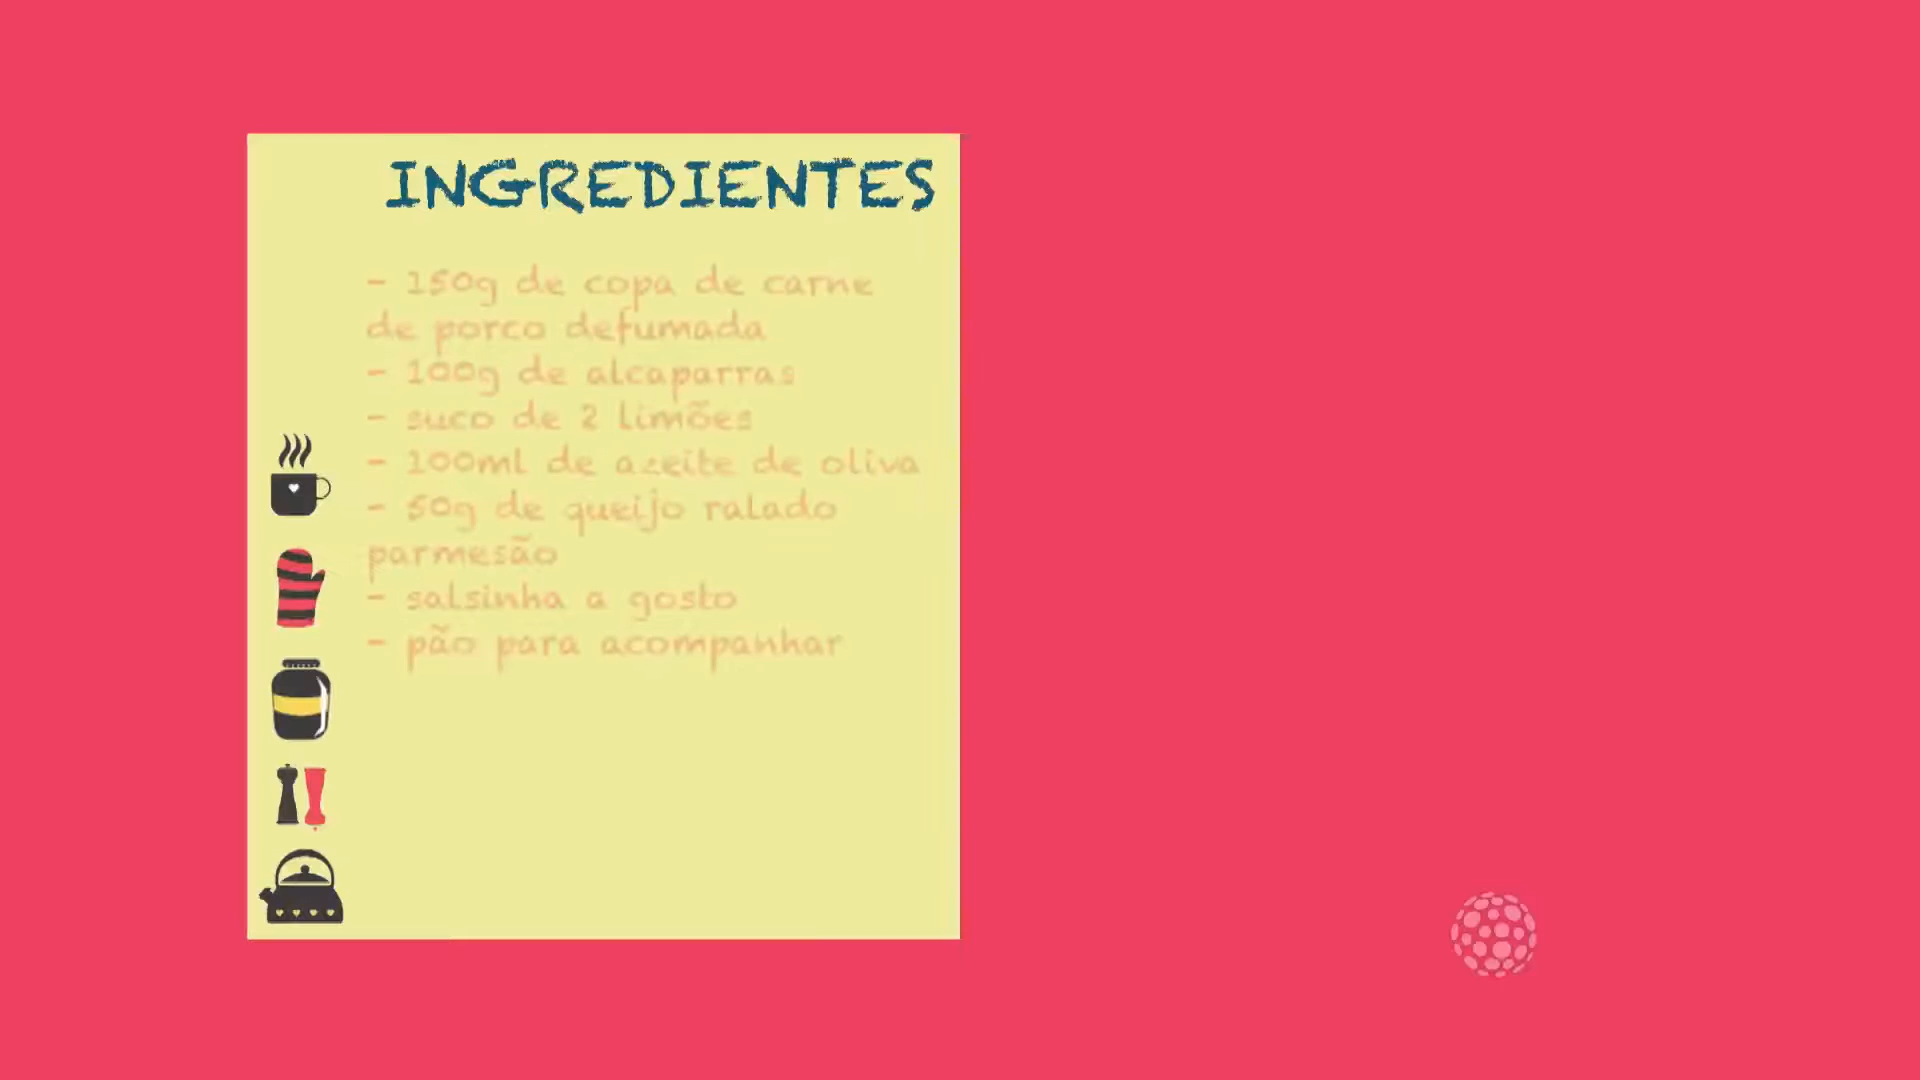 INGREDIENTES
- 150g de copa de carne
de porco defumada
- 100g de alcaparras
- suco de 2 limões
- 100ml de azeite de oliva
- 50g de queijo ralado
parmesão
- salsinha a gosto
- pão para acompanhar